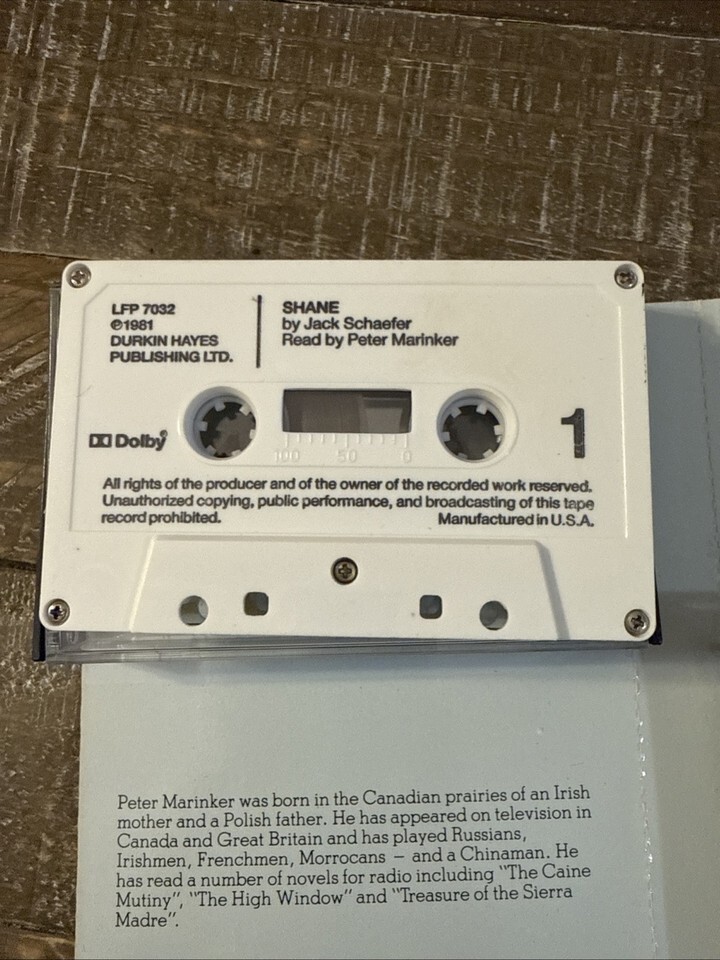 LFP 7032
℗1981
DURKIN HAYES
PUBLISHING LTD.
SHANE
by Jack Schaefer
Read by Peter Marinker
Dolby®
100 50 0
1
All rights of the producer and of the owner of the recorded work reserved.
Unauthorized copying, public performance, and broadcasting of this tape
record prohibited. Manufactured in U.S.A.
Peter Marinker was born in the Canadian prairies of an Irish
mother and a Polish father. He has appeared on television in
Canada and Great Britain and has played Russians,
Irishmen, Frenchmen, Morrocans – and a Chinaman. He
has read a number of novels for radio including "The Caine
Mutiny", "The High Window" and "Treasure of the Sierra
Madre".